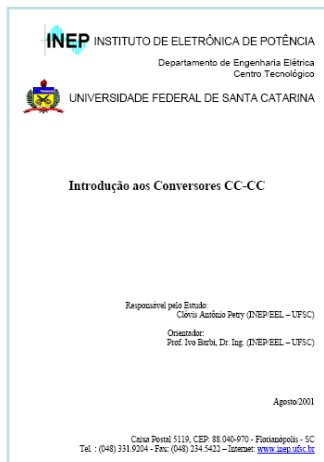 INEP INSTITUTO DE ELETRÔNICA DE POTÊNCIA
Departamento de Engenharia Elétrica
Centro Tecnológico
UNIVERSIDADE FEDERAL DE SANTA CATARINA
Introdução aos Conversores CC-CC
Responsável pelo Estudo:
Clóvis Antônio Petry (INEP/EEL – UFSC)
Orientador:
Prof. Ivo Barbi, Dr. Ing. (INEP/EEL – UFSC)
Agosto/2001
Caixa Postal 5119, CEP: 88.040-970 - Florianópolis - SC
Tel. : (048) 331.9204 - Fax: (048) 234.5422 – Internet: www.inep.ufsc.br